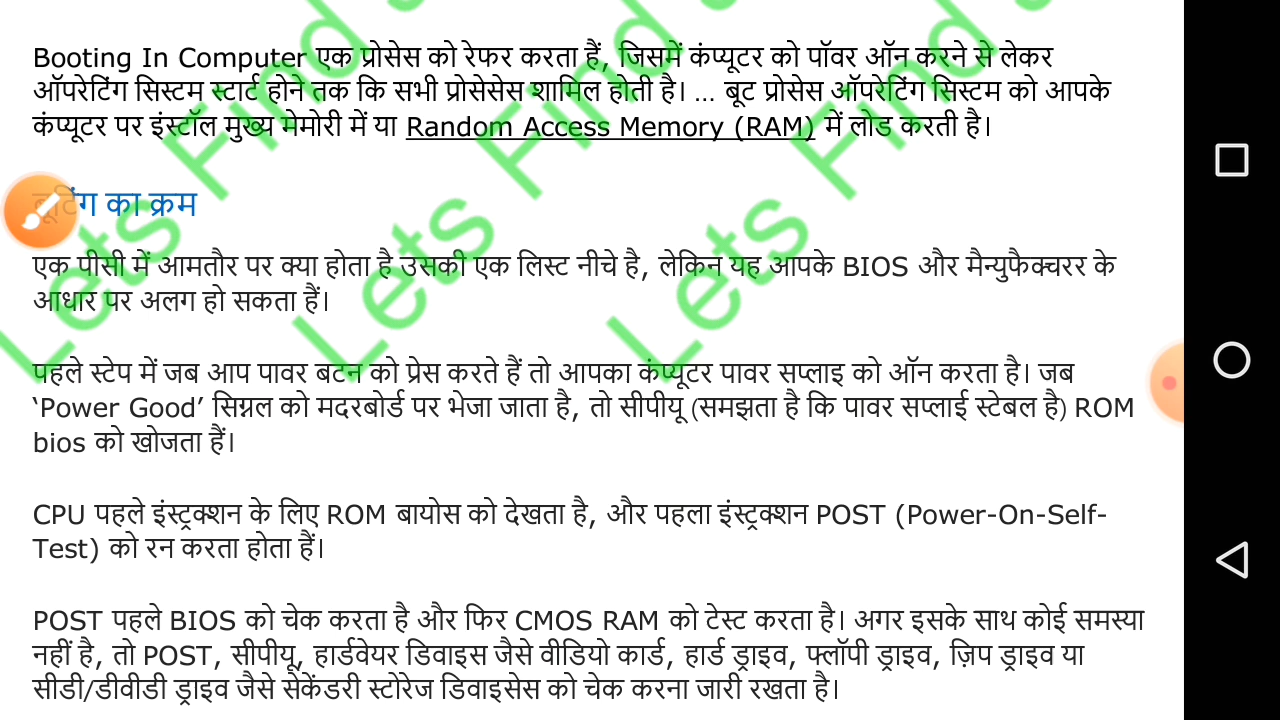 Booting In Computer एक प्रोसेस को रेफर करता हैं, जिसमें कंप्यूटर को पॉवर ऑन करने से लेकर
ऑपरेटिंग सिस्टम स्टार्ट होने तक कि सभी प्रोसेसेस शामिल होती है। … बूट प्रोसेस ऑपरेटिंग सिस्टम को आपके
कंप्यूटर पर इंस्टॉल मुख्य मेमोरी में या Random Access Memory (RAM) में लोड करती है।
बूटिंग का क्रम
एक पीसी में आमतौर पर क्या होता है उसकी एक लिस्ट नीचे है, लेकिन यह आपके BIOS और मैन्युफैक्चरर के
आधार पर अलग हो सकता हैं।
पहले स्टेप में जब आप पावर बटन को प्रेस करते हैं तो आपका कंप्यूटर पावर सप्लाइ को ऑन करता है। जब
‘Power Good’ सिग्नल को मदरबोर्ड पर भेजा जाता है, तो सीपीयू (समझता है कि पावर सप्लाई स्टेबल है) ROM
bios को खोजता हैं।
CPU पहले इंस्ट्रक्शन के लिए ROM बायोस को देखता है, और पहला इंस्ट्रक्शन POST (Power-On-Self-
Test) को रन करता होता हैं।
POST पहले BIOS को चेक करता है और फिर CMOS RAM को टेस्ट करता है। अगर इसके साथ कोई समस्या
नहीं है, तो POST, सीपीयू, हार्डवेयर डिवाइस जैसे वीडियो कार्ड, हार्ड ड्राइव, फ्लॉपी ड्राइव, ज़िप ड्राइव या
सीडी/डीवीडी ड्राइव जैसे सेकेंडरी स्टोरेज डिवाइसेस को चेक करना जारी रखता है।
Lets Find
Lets Find
Lets Find